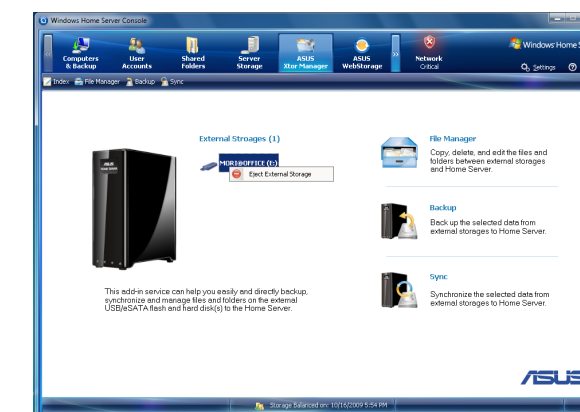 Windows Home Server Console
Computers & Backup
User Accounts
Shared Folders
Server Storage
ASUS Xtor Manager
ASUS WebStorage
Network
Critical
Windows Home S
Settings
Index File Manager Backup Sync
External Stroages (1)
MORI@OFFICE (E:)
Eject External Storage
File Manager
Copy, delete, and edit the files and
folders between external storages
and Home Server.
Backup
Back up the selected data from
external storages to Home Server.
Sync
Synchronize the selected data from
external storages to Home Server.
This add-in service can help you easily and directly backup,
synchronize and manage files and folders on the external
USB/eSATA flash and hard disk(s) to the Home Server.
ASUS
Storage Balanced on: 10/16/2009 5:54 PM